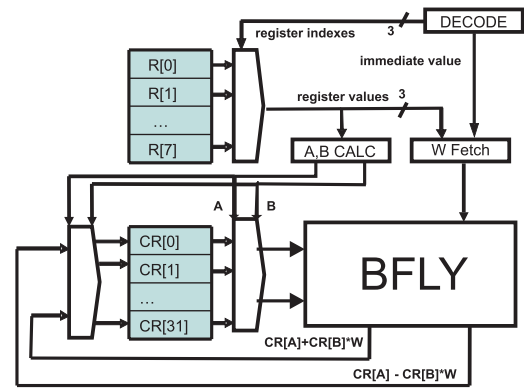 DECODE
register indexes
3
immediate value
R[0]
R[1]
...
R[7]
register values
3
A,B CALC
W Fetch
A
B
CR[0]
CR[1]
...
CR[31]
BFLY
CR[A]+CR[B]*W
CR[A] - CR[B]*W